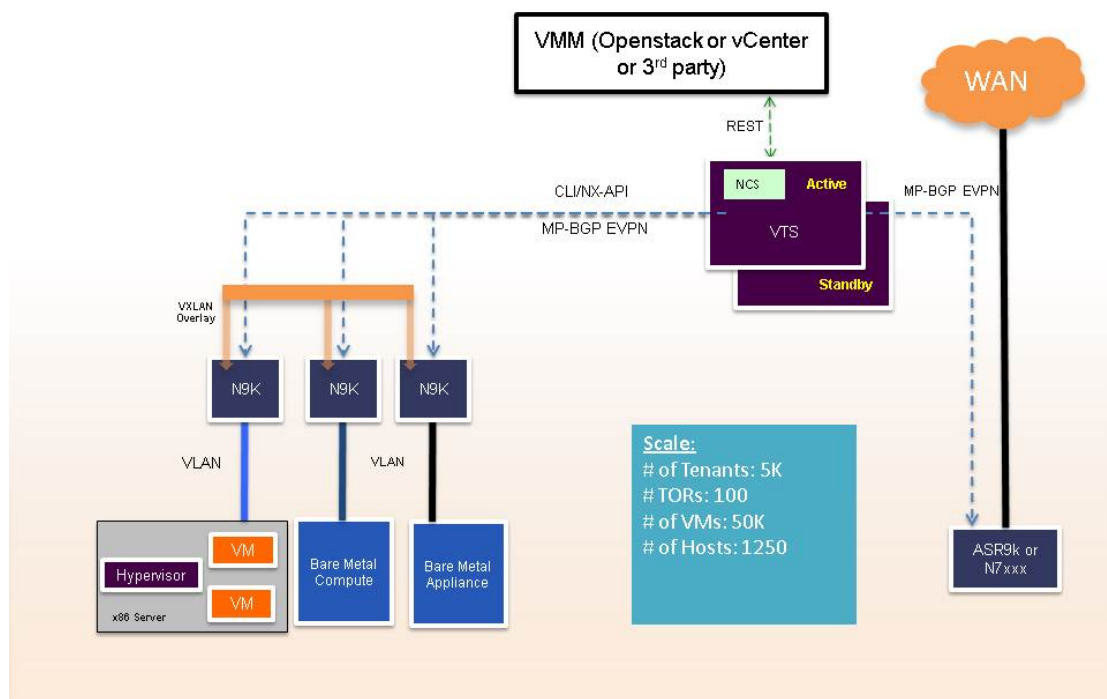 VMM (Openstack or vCenter
or 3rd party)
WAN
REST
NCS
Active
CLI/NX-API
MP-BGP EVPN
MP-BGP EVPN
VTS
Standby
VXLAN
Overlay
N9K
N9K
N9K
VLAN
VLAN
Scale:
# of Tenants: 5K
# TORs: 100
# of VMs: 50K
# of Hosts: 1250
VM
Hypervisor
VM
x86 Server
Bare Metal
Compute
Bare Metal
Appliance
ASR9k or
N7xxx